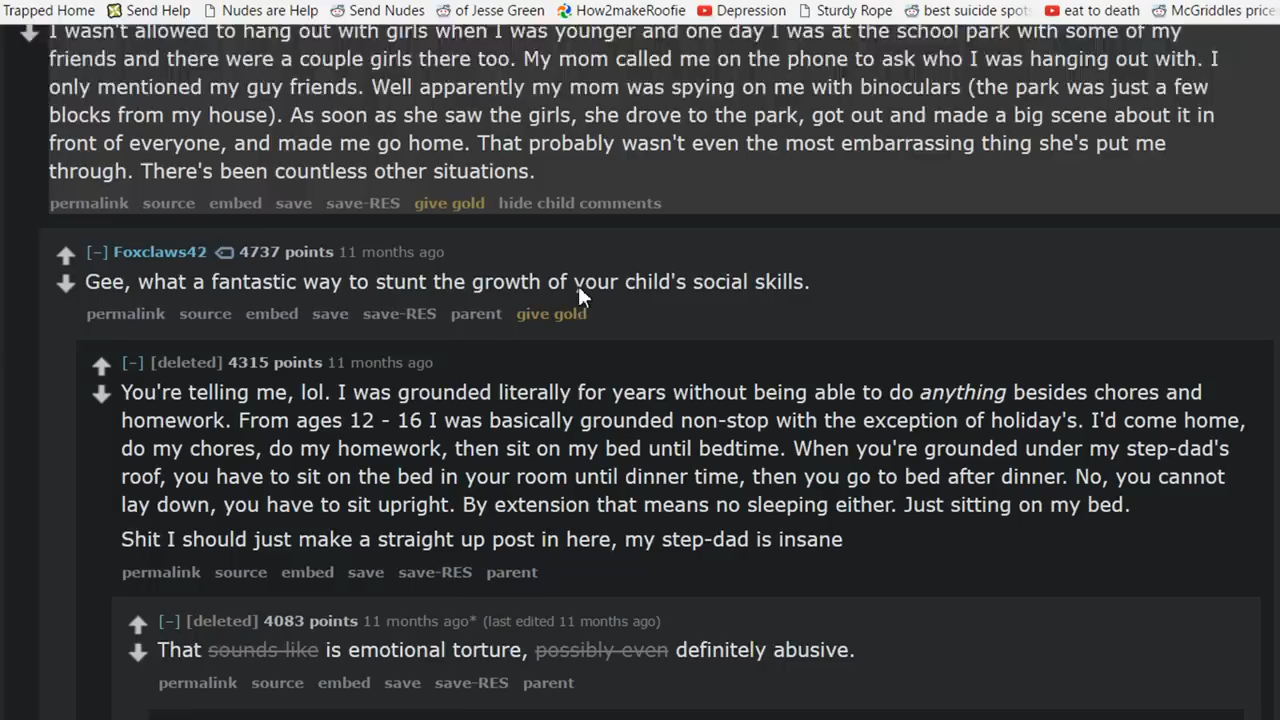 Trapped Home Send Help Nudes are Help Send Nudes of Jesse Green How2makeRoofie Depression Sturdy Rope best suicide spots eat to death McGriddles price
I wasn't allowed to hang out with girls when I was younger and one day I was at the school park with some of my
friends and there were a couple girls there too. My mom called me on the phone to ask who I was hanging out with. I
only mentioned my guy friends. Well apparently my mom was spying on me with binoculars (the park was just a few
blocks from my house). As soon as she saw the girls, she drove to the park, got out and made a big scene about it in
front of everyone, and made me go home. That probably wasn't even the most embarrassing thing she's put me
through. There's been countless other situations.
permalink source embed save save-RES give gold hide child comments
[–] Foxclaws42 4737 points 11 months ago
Gee, what a fantastic way to stunt the growth of your child's social skills.
permalink source embed save save-RES parent give gold
[–] [deleted] 4315 points 11 months ago
You're telling me, lol. I was grounded literally for years without being able to do anything besides chores and
homework. From ages 12 - 16 I was basically grounded non-stop with the exception of holiday's. I'd come home,
do my chores, do my homework, then sit on my bed until bedtime. When you're grounded under my step-dad's
roof, you have to sit on the bed in your room until dinner time, then you go to bed after dinner. No, you cannot
lay down, you have to sit upright. By extension that means no sleeping either. Just sitting on my bed.
Shit I should just make a straight up post in here, my step-dad is insane
permalink source embed save save-RES parent
[–] [deleted] 4083 points 11 months ago* (last edited 11 months ago)
That sounds like is emotional torture, possibly even definitely abusive.
permalink source embed save save-RES parent